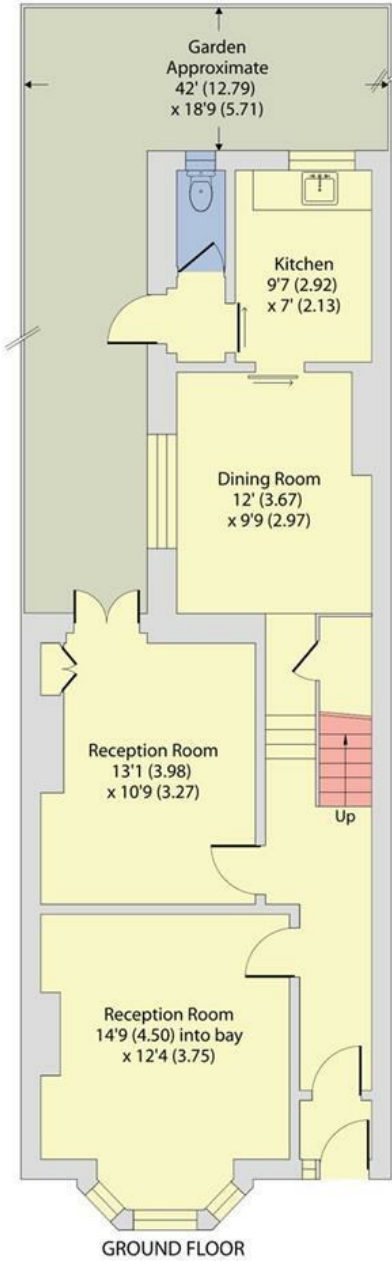 Garden
Approximate
42' (12.79)
x 18'9 (5.71)
Kitchen
9'7 (2.92)
x 7' (2.13)
Dining Room
12' (3.67)
x 9'9 (2.97)
Reception Room
13'1 (3.98)
x 10'9 (3.27)
Up
Reception Room
14'9 (4.50) into bay
x 12'4 (3.75)
GROUND FLOOR